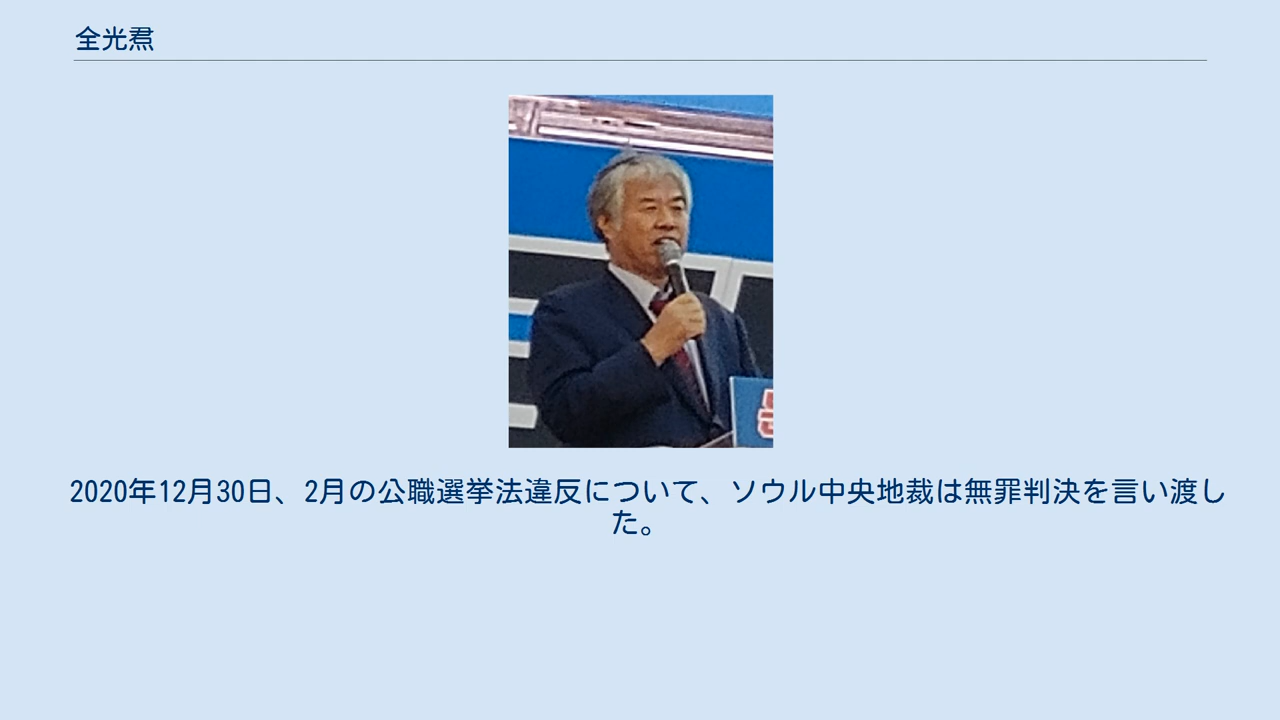 全光焄
2020年12月30日、2月の公職選挙法違反について、ソウル中央地裁は無罪判決を言い渡し
た。